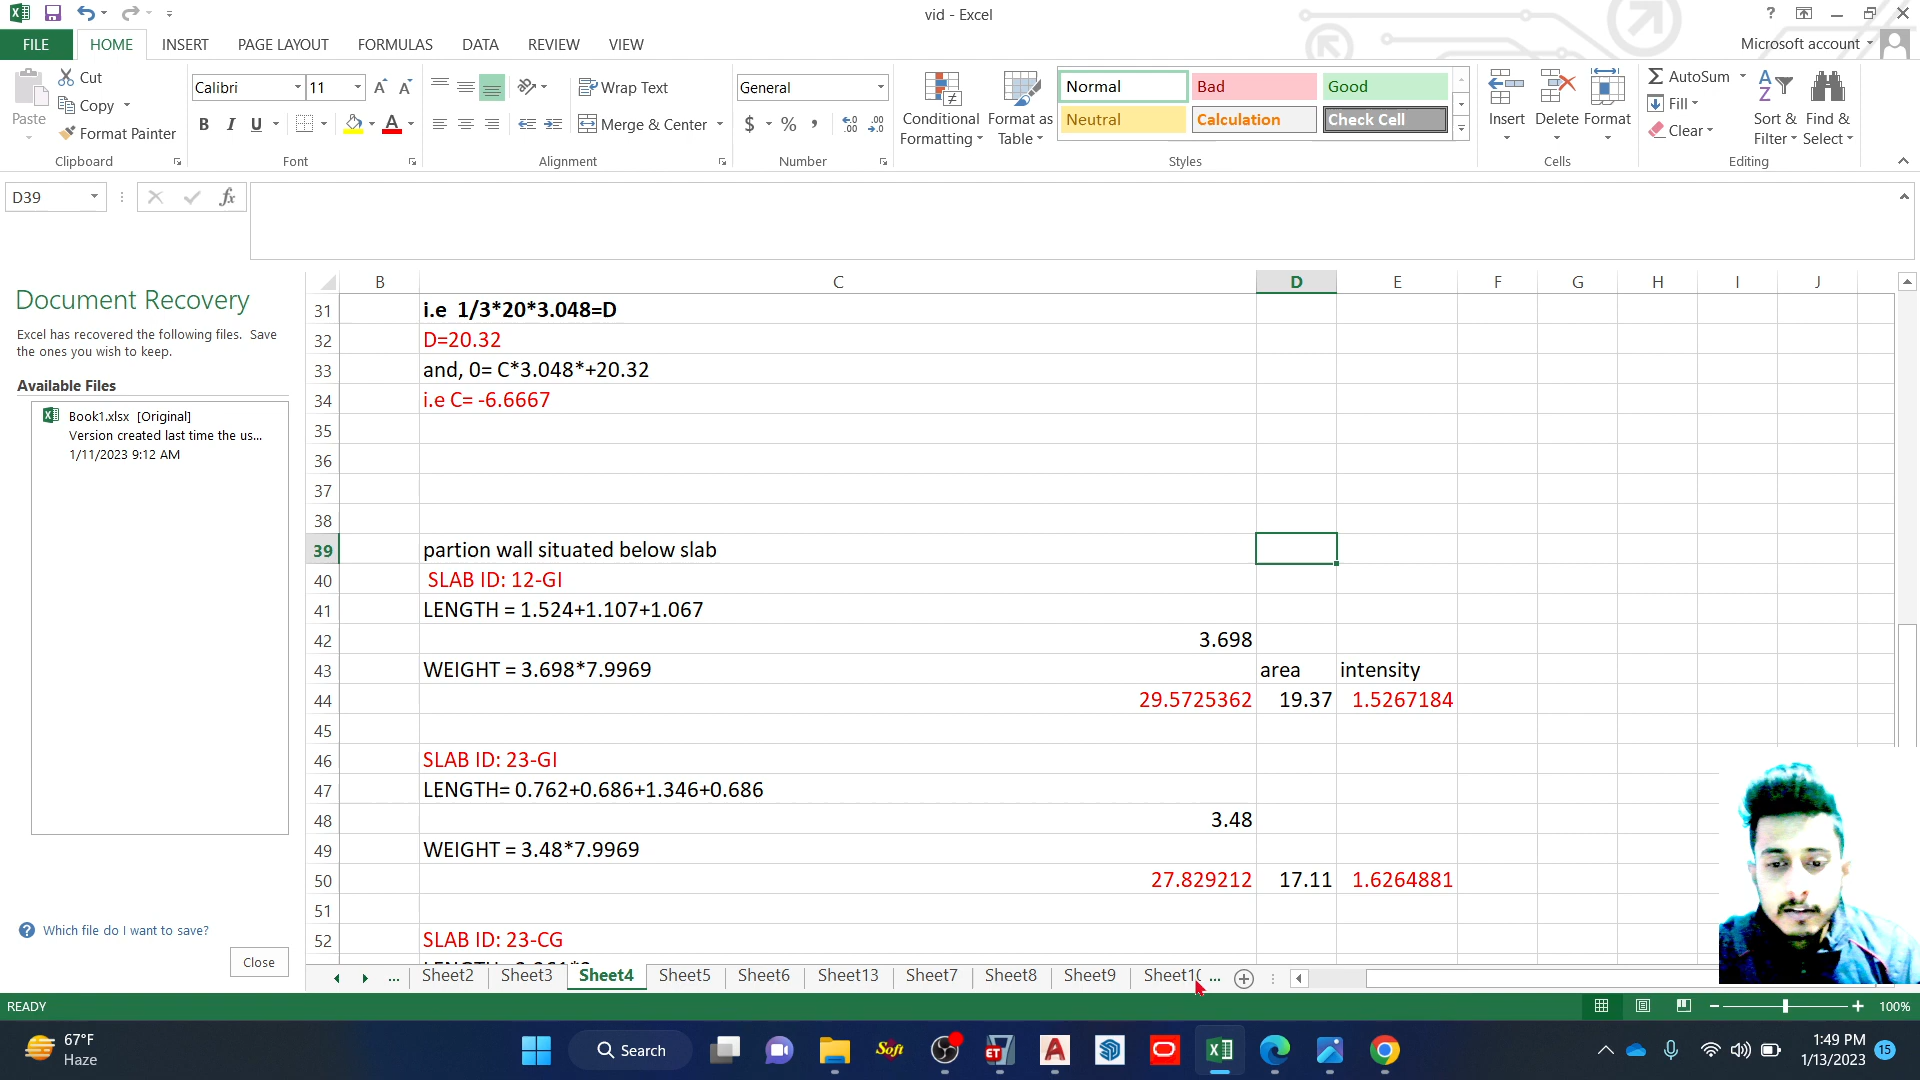 vid - Excel
?
FILE HOME INSERT PAGE LAYOUT FORMULAS DATA REVIEW VIEW
Microsoft account
Paste
Cut
Copy
Format Painter
Clipboard
Calibri 11
B I U
Font
Wrap Text
Merge & Center
Alignment
General
$ % ,
Number
Conditional Formatting
Format as Table
Normal Bad Good
Neutral Calculation Check Cell
Styles
Insert Delete Format
Cells
AutoSum
Fill
Clear
Sort & Filter
Find & Select
Editing
D39
fx
Document Recovery
Excel has recovered the following files. Save
the ones you wish to keep.
Available Files
Book1.xlsx [Original]
Version created last time the us...
1/11/2023 9:12 AM
Which file do I want to save?
Close
B C D E F G H I J
31 i.e 1/3*20*3.048=D
32 D=20.32
33 and, 0= C*3.048*+20.32
34 i.e C= -6.6667
35
36
37
38
39 partion wall situated below slab
40 SLAB ID: 12-GI
41 LENGTH = 1.524+1.107+1.067
42 3.698
43 WEIGHT = 3.698*7.9969 area intensity
44 29.5725362 19.37 1.5267184
45
46 SLAB ID: 23-GI
47 LENGTH= 0.762+0.686+1.346+0.686
48 3.48
49 WEIGHT = 3.48*7.9969
50 27.829212 17.11 1.6264881
51
52 SLAB ID: 23-CG
... Sheet2 Sheet3 Sheet4 Sheet5 Sheet6 Sheet13 Sheet7 Sheet8 Sheet9 Sheet1( ...
READY
100%
67°F
Haze
Search
Soft
ET
1:49 PM
1/13/2023
15